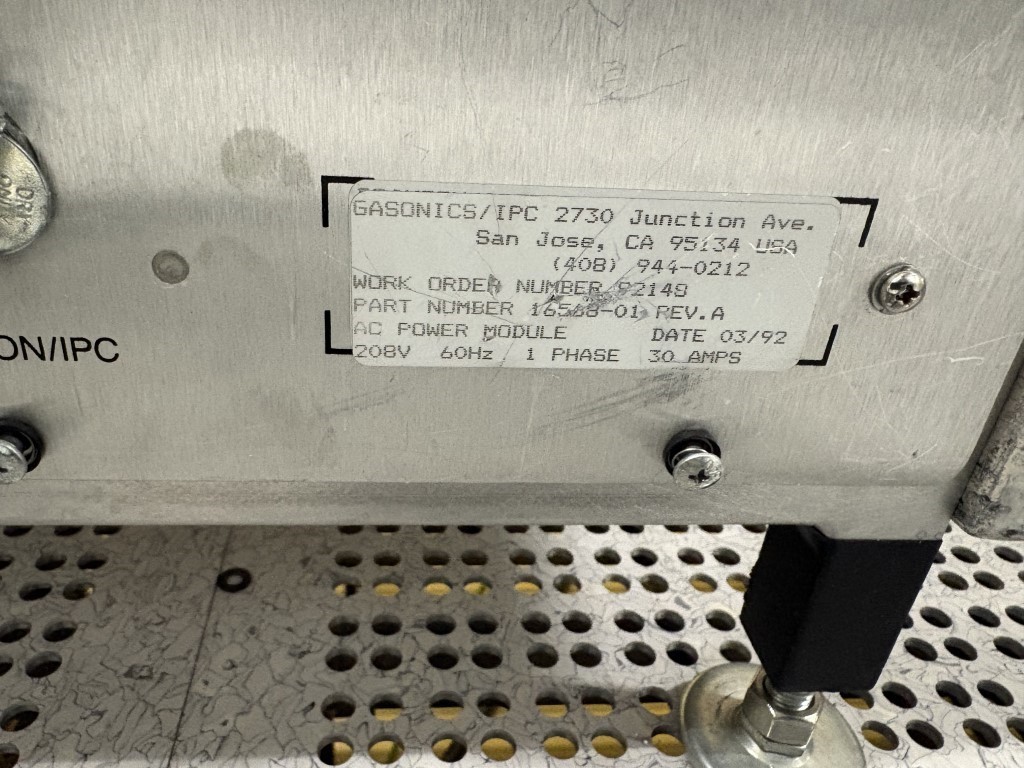 GASONICS/IPC 2730 Junction Ave.
San Jose, CA 95134 USA
(408) 944-0212
WORK ORDER NUMBER 92148
PART NUMBER 16568-01 REV.A
AC POWER MODULE DATE 03/92
208V 60Hz 1 PHASE 30 AMPS
ON/IPC